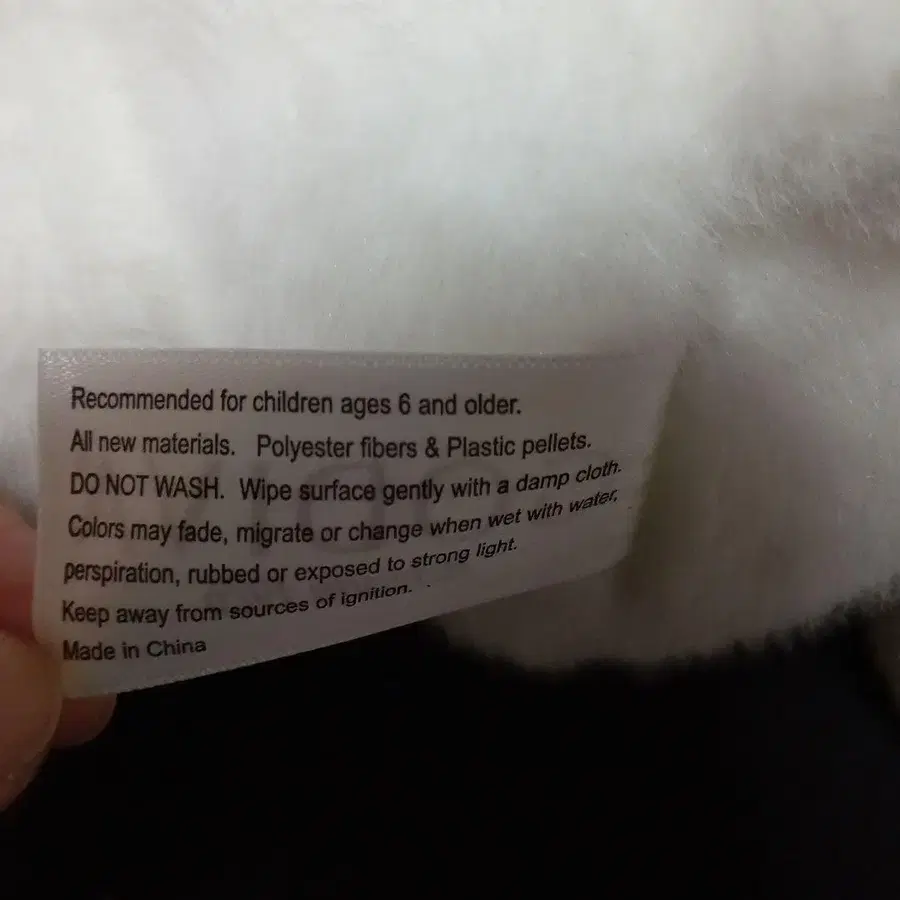 Recommended for children ages 6 and older.
All new materials. Polyester fibers & Plastic pellets.
DO NOT WASH. Wipe surface gently with a damp cloth.
Colors may fade, migrate or change when wet with water,
perspiration, rubbed or exposed to strong light.
Keep away from sources of ignition.
Made in China